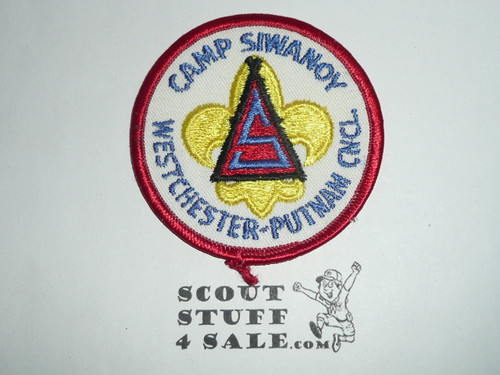 CAMP SIWANOY
S
WESTCHESTER-PUTNAM CNCL.
SCOUT
STUFF
4 SALE.com